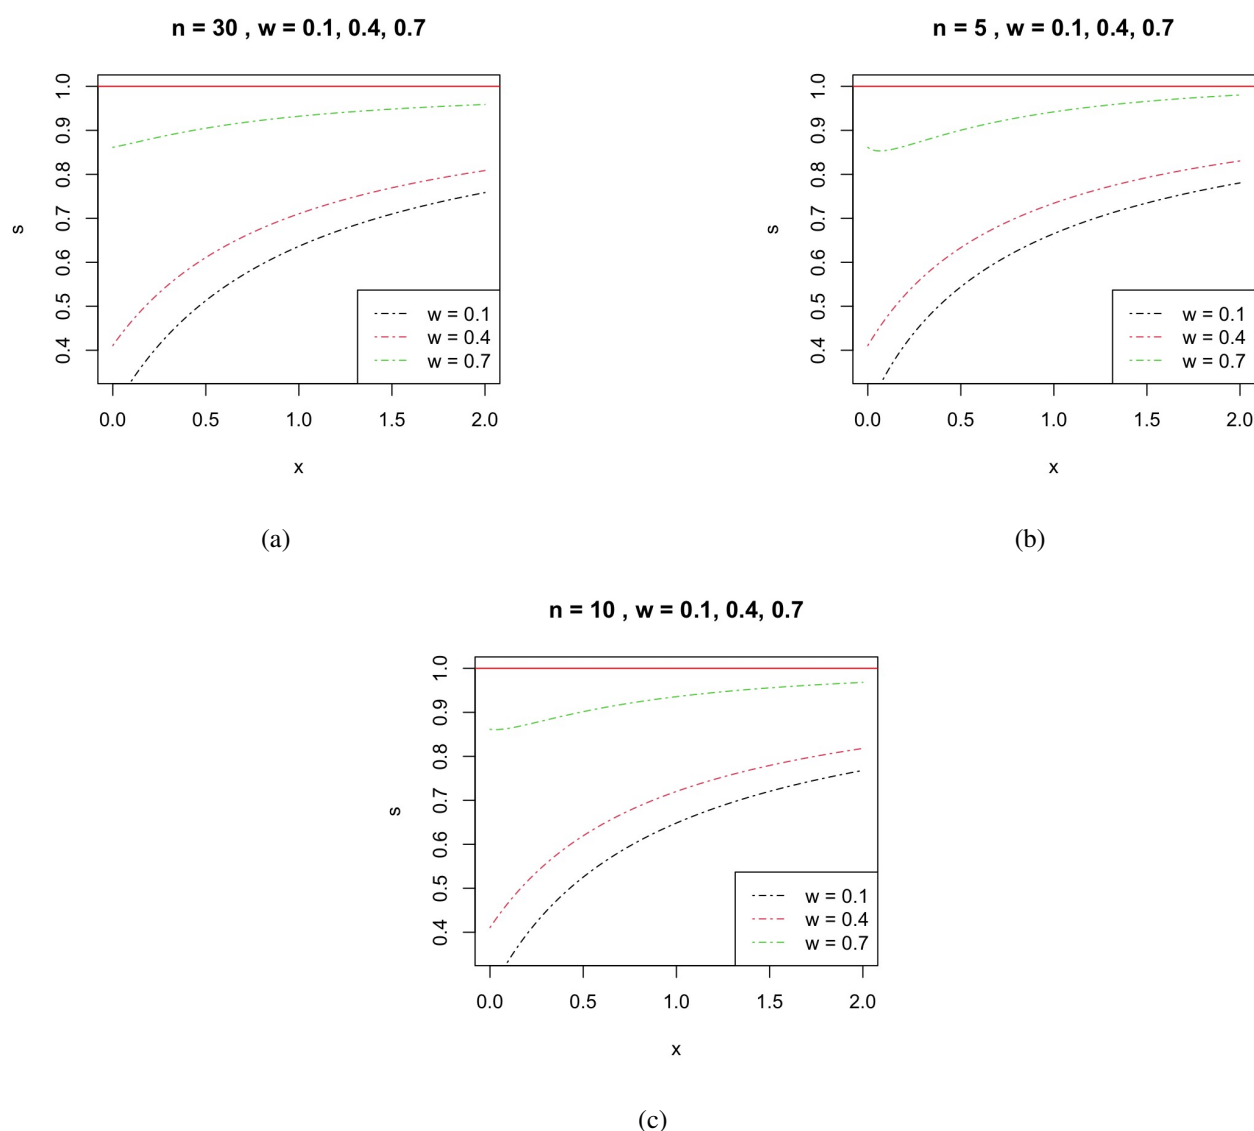 n = 30 , w = 0.1, 0.4, 0.7
s
1.0
0.9
0.8
0.7
0.6
0.5
0.4
w = 0.1
w = 0.4
w = 0.7
0.0 0.5 1.0 1.5 2.0
x
(a)
n = 5 , w = 0.1, 0.4, 0.7
s
1.0
0.9
0.8
0.7
0.6
0.5
0.4
w = 0.1
w = 0.4
w = 0.7
0.0 0.5 1.0 1.5 2.0
x
(b)
n = 10 , w = 0.1, 0.4, 0.7
s
1.0
0.9
0.8
0.7
0.6
0.5
0.4
w = 0.1
w = 0.4
w = 0.7
0.0 0.5 1.0 1.5 2.0
x
(c)